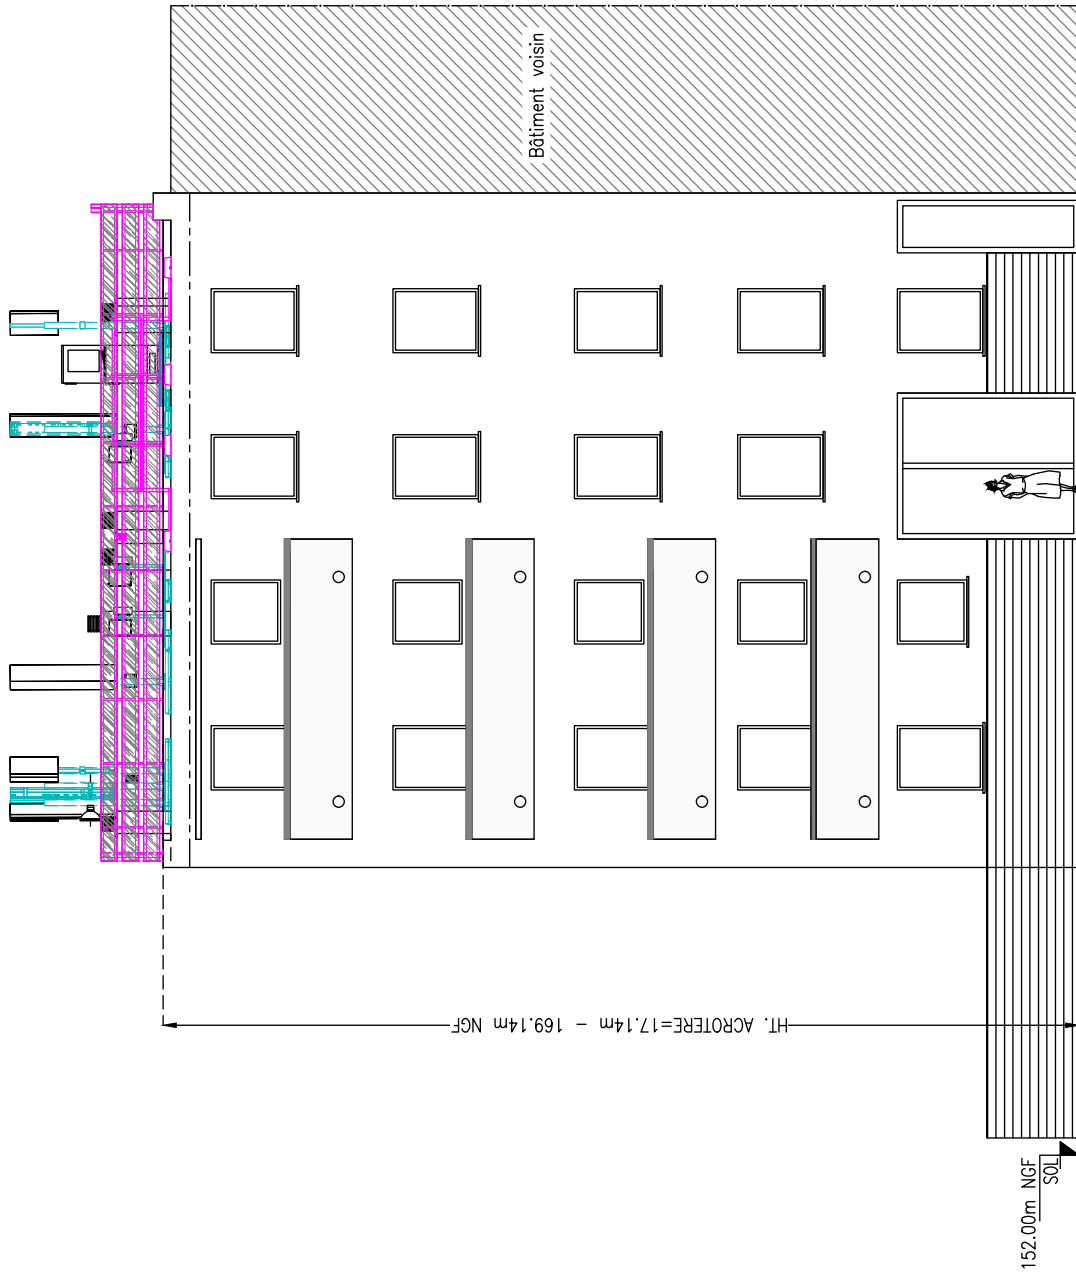 Bâtiment voisin
HT. ACROTERE=17.14m - 169.14m NGF
152.00m NGF
SOL